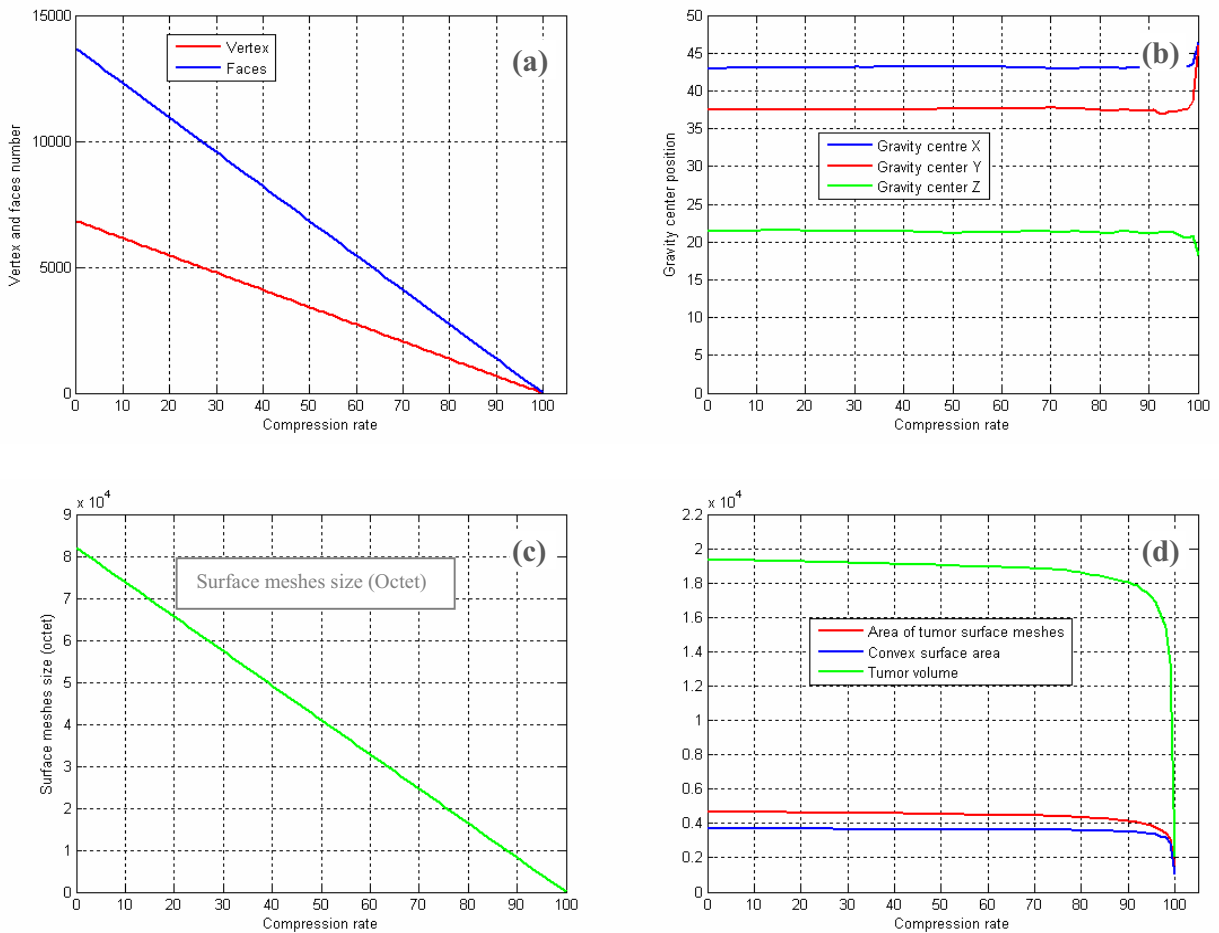 15000
10000
5000
0
Vertex and faces number
Vertex
Faces
(a)
0 10 20 30 40 50 60 70 80 90 100
Compression rate
50
45
40
35
30
25
20
15
10
5
0
Gravity center position
(b)
Gravity centre X
Gravity center Y
Gravity center Z
0 10 20 30 40 50 60 70 80 90 100
Compression rate
x 10^4
9
8
7
6
5
4
3
2
1
0
Surface meshes size (octet)
Surface meshes size (Octet)
(c)
0 10 20 30 40 50 60 70 80 90 100
Compression rate
x 10^4
2.2
2
1.8
1.6
1.4
1.2
1
0.8
0.6
0.4
0.2
0
(d)
Area of tumor surface meshes
Convex surface area
Tumor volume
0 10 20 30 40 50 60 70 80 90 100
Compression rate